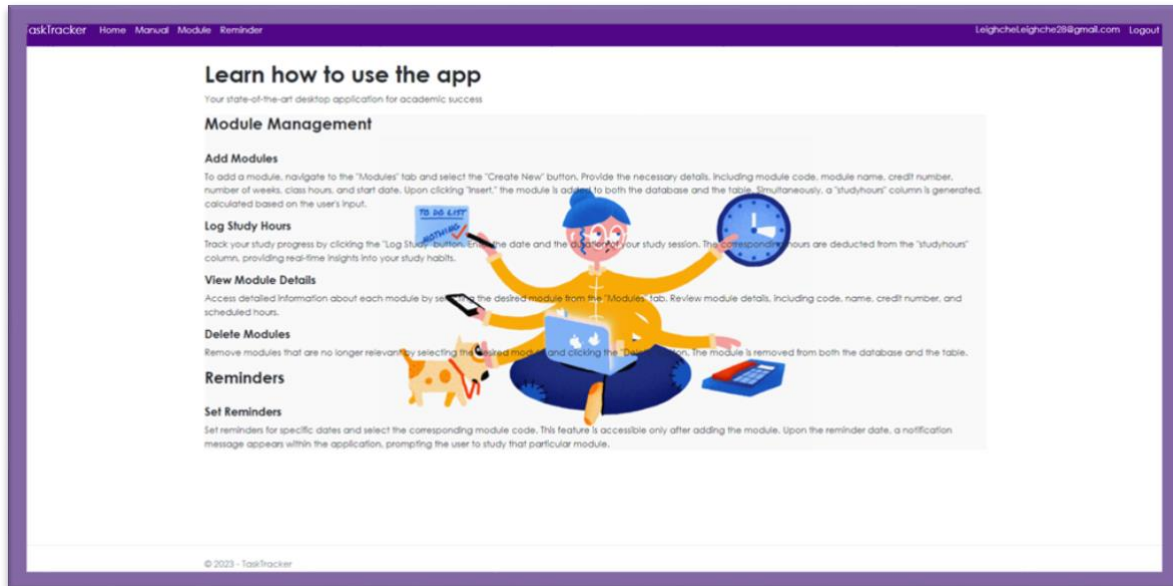 TaskTracker Home Manual Module Reminder LeighcheLeighche28@gmail.com Logout
Learn how to use the app
Your state-of-the-art desktop application for academic success
Module Management
Add Modules
To add a module, navigate to the "Modules" tab and select the "Create New" button. Provide the necessary details, including module code, module name, credit number,
number of weeks, class hours, and start date. Upon clicking "Insert," the module is added to both the database and the table. Simultaneously, a "studyhours" column is generated,
calculated based on the user's input.
TO DO LIST
NOTHING
Log Study Hours
Track your study progress by clicking the "Log Study" button. Enter the date and the duration of your study session. The corresponding hours are deducted from the "studyhours"
column, providing real-time insights into your study habits.
View Module Details
Access detailed information about each module by selecting the desired module from the "Modules" tab. Review module details, including code, name, credit number, and
scheduled hours.
Delete Modules
Remove modules that are no longer relevant by selecting the desired module and clicking the "Delete" button. The module is removed from both the database and the table.
Reminders
Set Reminders
Set reminders for specific dates and select the corresponding module code. This feature is accessible only after adding the module. Upon the reminder date, a notification
message appears within the application, prompting the user to study that particular module.
© 2023 - TaskTracker